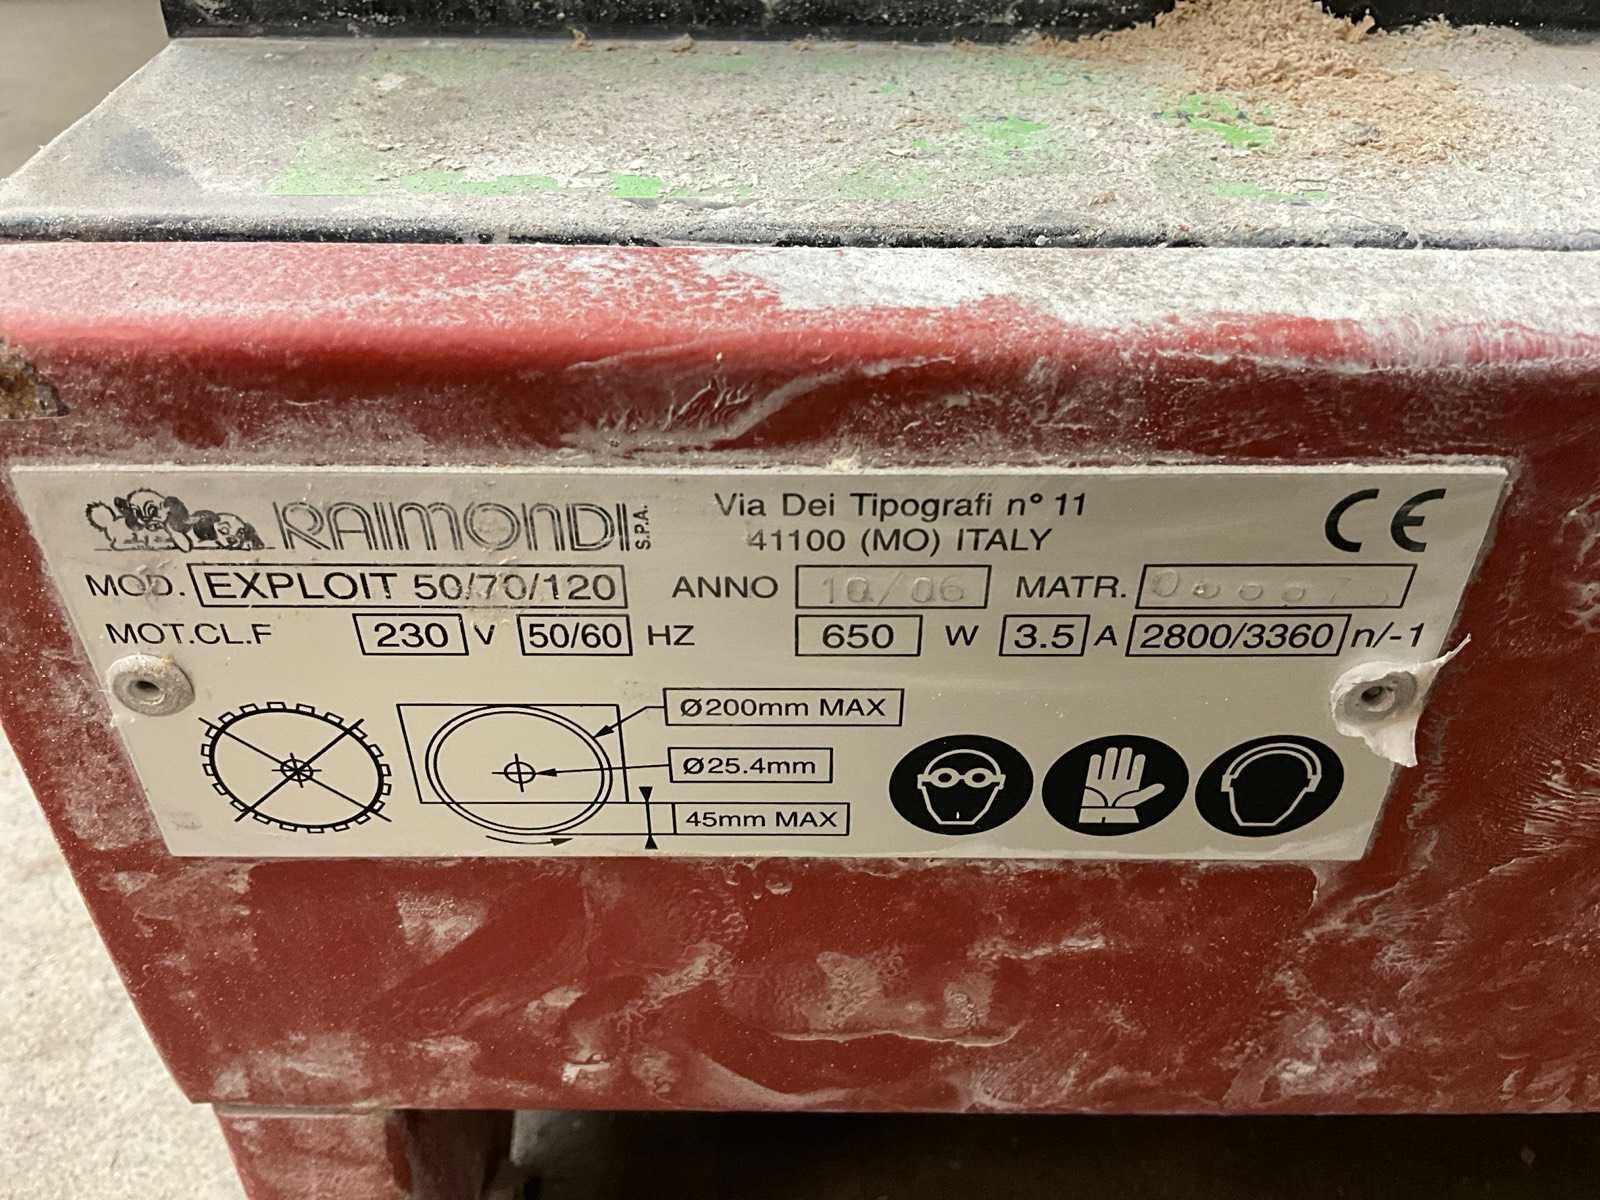 RAIMONDI S.P.A.
Via Dei Tipografi n° 11
41100 (MO) ITALY
CE
MOD. EXPLOIT 50/70/120 ANNO 10/06 MATR.
MOT.CL.F 230 V 50/60 HZ 650 W 3.5 A 2800/3360 n/-1
Ø200mm MAX
Ø25.4mm
45mm MAX